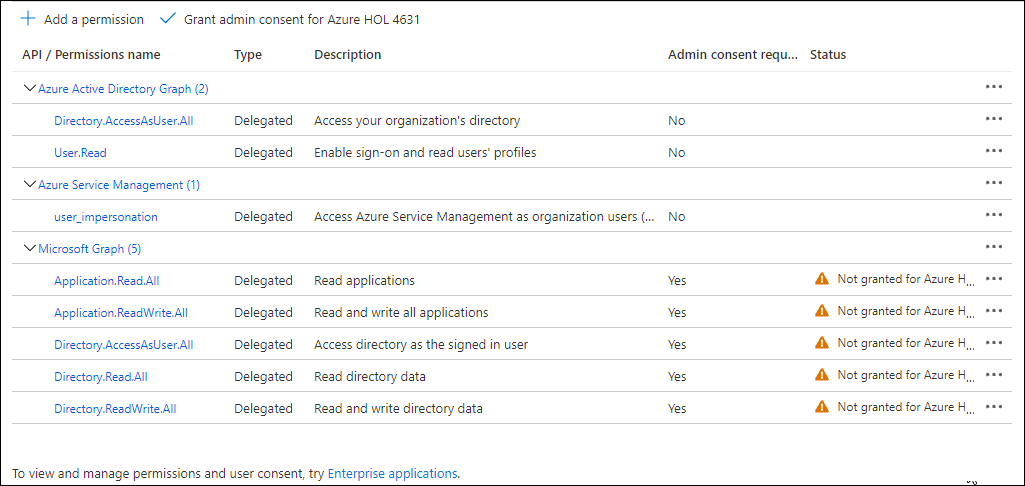 Add a permission Grant admin consent for Azure HOL 4631
API / Permissions name Type Description Admin consent requ... Status
Azure Active Directory Graph (2)
Directory.AccessAsUser.All Delegated Access your organization's directory No
User.Read Delegated Enable sign-on and read users' profiles No
Azure Service Management (1)
user_impersonation Delegated Access Azure Service Management as organization users (... No
Microsoft Graph (5)
Application.Read.All Delegated Read applications Yes Not granted for Azure H...
Application.ReadWrite.All Delegated Read and write all applications Yes Not granted for Azure H...
Directory.AccessAsUser.All Delegated Access directory as the signed in user Yes Not granted for Azure H...
Directory.Read.All Delegated Read directory data Yes Not granted for Azure H...
Directory.ReadWrite.All Delegated Read and write directory data Yes Not granted for Azure H...
To view and manage permissions and user consent, try Enterprise applications.